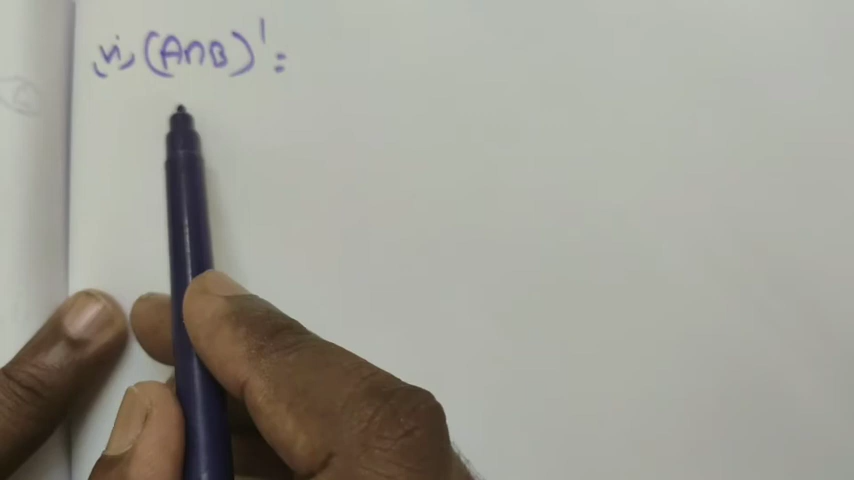 (vi) (A∩B)' =